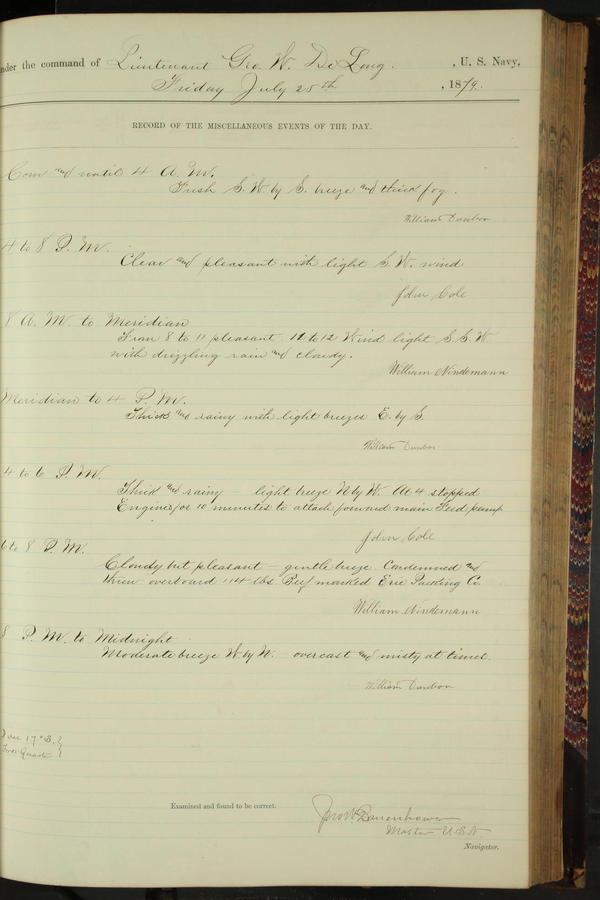 nder the command of Lieutenant Geo. W. De Long. , U. S. Navy,
Friday July 25th , 1879.
RECORD OF THE MISCELLANEOUS EVENTS OF THE DAY.
Com and until 4 A. M.
Fresh S. W. by S. breeze and thick fog.
William Dunbar
4 to 8 P. M.
Clear and pleasant with light S. W. wind
John Cole
8 A. M. to Meridian
From 8 to 11 pleasant, 11 to 12 Wind light S. S. W.
with drizzling rain and cloudy.
William Nindemann
Meridian to 4 P. M.
Thick and rainy with light breezes E. by S.
William Dunbar
4 to 6 P. M.
Thick and rainy – light breeze N by W. At 4 stopped
Engines for 10 minutes to attach forward main Feed pump
John Cole
6 to 8 P. M.
Cloudy but pleasant – gentle breeze. Condemned and
threw overboard 114 lbs Beef marked Erie Packing Co.
William Nindemann
8 P. M. to Midnight
Moderate breeze W. by N. – overcast and misty at times.
William Dunbar
17° S.
First Quarter
Examined and found to be correct.
Jno W Danenhower
Master U.S.N.
Navigator.